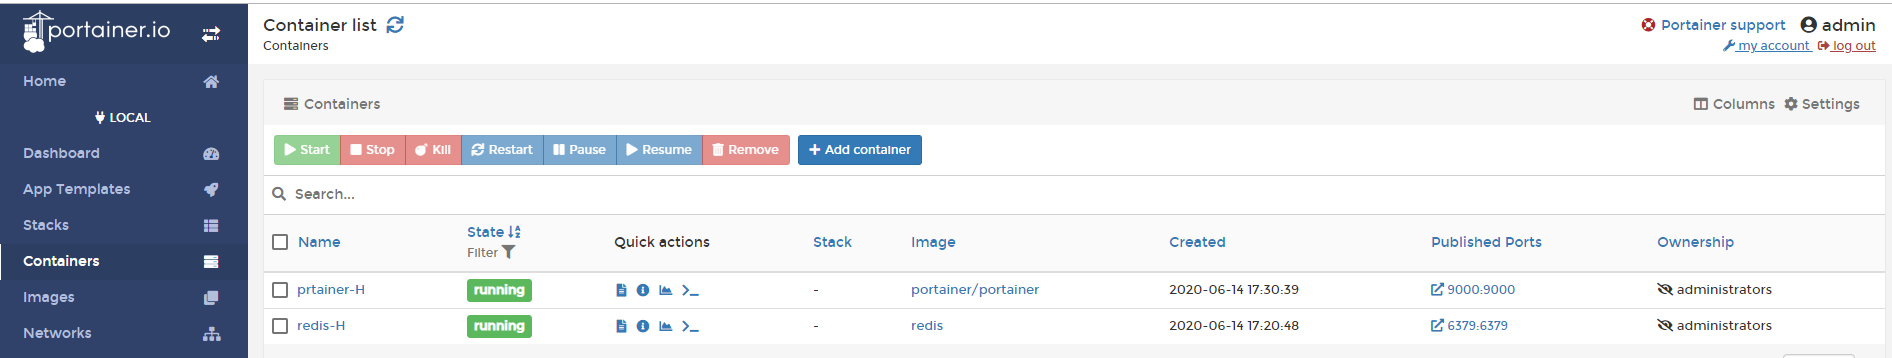 portainer.io
Container list
Containers
Portainer support admin
my account log out
Home
LOCAL
Dashboard
App Templates
Stacks
Containers
Images
Networks
Containers
Columns Settings
Start Stop Kill Restart Pause Resume Remove Add container
Search...
Name State Filter Quick actions Stack Image Created Published Ports Ownership
prtainer-H running - portainer/portainer 2020-06-14 17:30:39 9000:9000 administrators
redis-H running - redis 2020-06-14 17:20:48 6379:6379 administrators